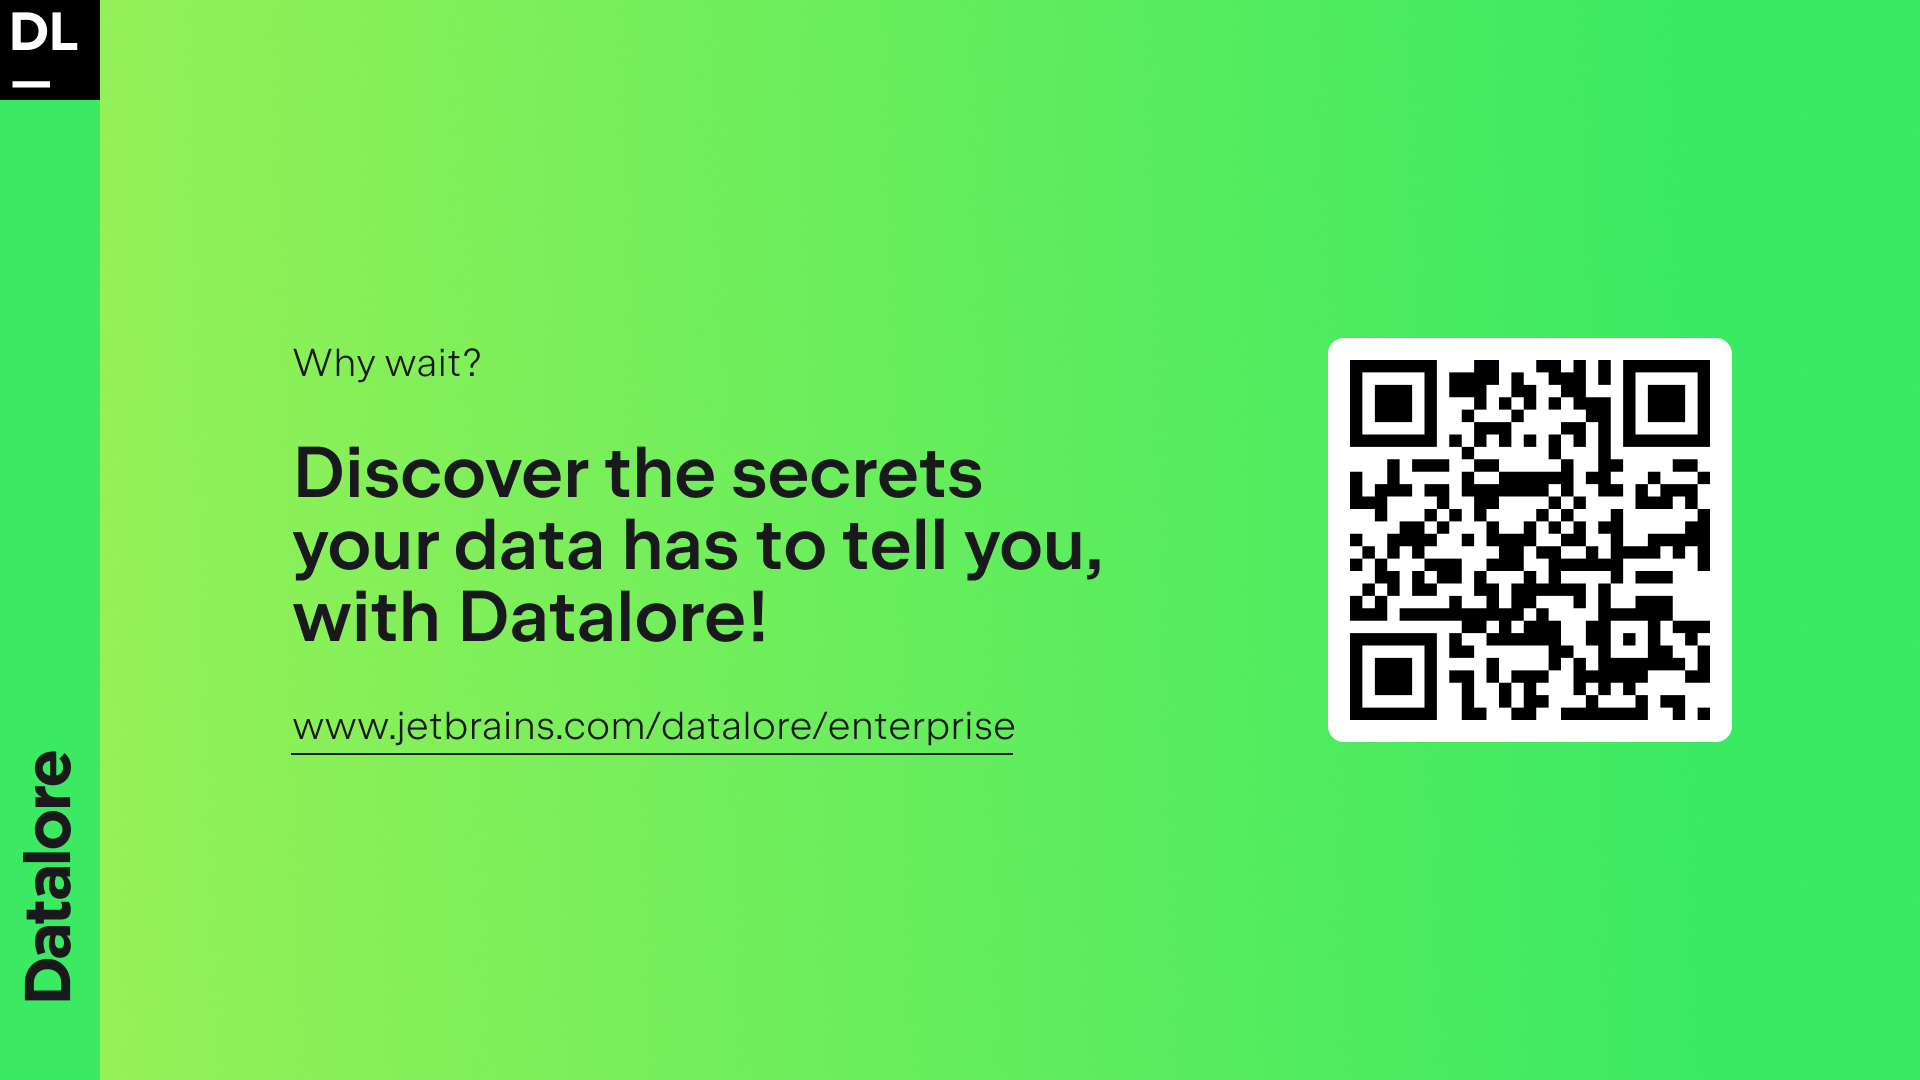 DL
Why wait?
Discover the secrets
your data has to tell you,
with Datalore!
www.jetbrains.com/datalore/enterprise
Datalore